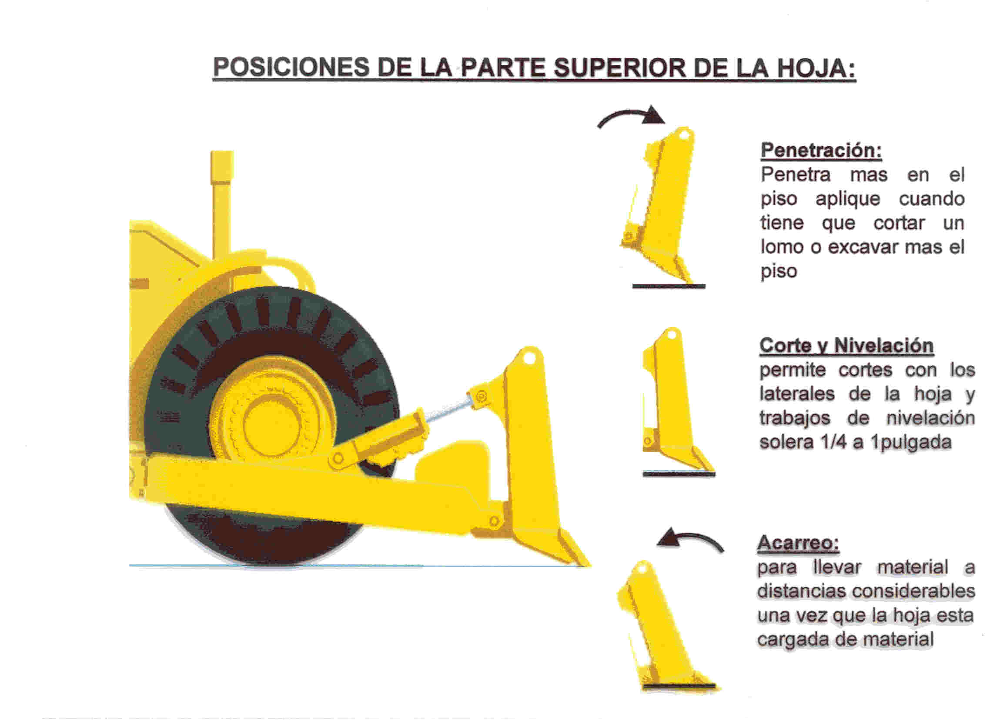 POSICIONES DE LA PARTE SUPERIOR DE LA HOJA:
Penetración:
Penetra mas en el
piso aplique cuando
tiene que cortar un
lomo o excavar mas el
piso
Corte y Nivelación
permite cortes con los
laterales de la hoja y
trabajos de nivelación
solera 1/4 a 1pulgada
Acarreo:
para llevar material a
distancias considerables
una vez que la hoja esta
cargada de material